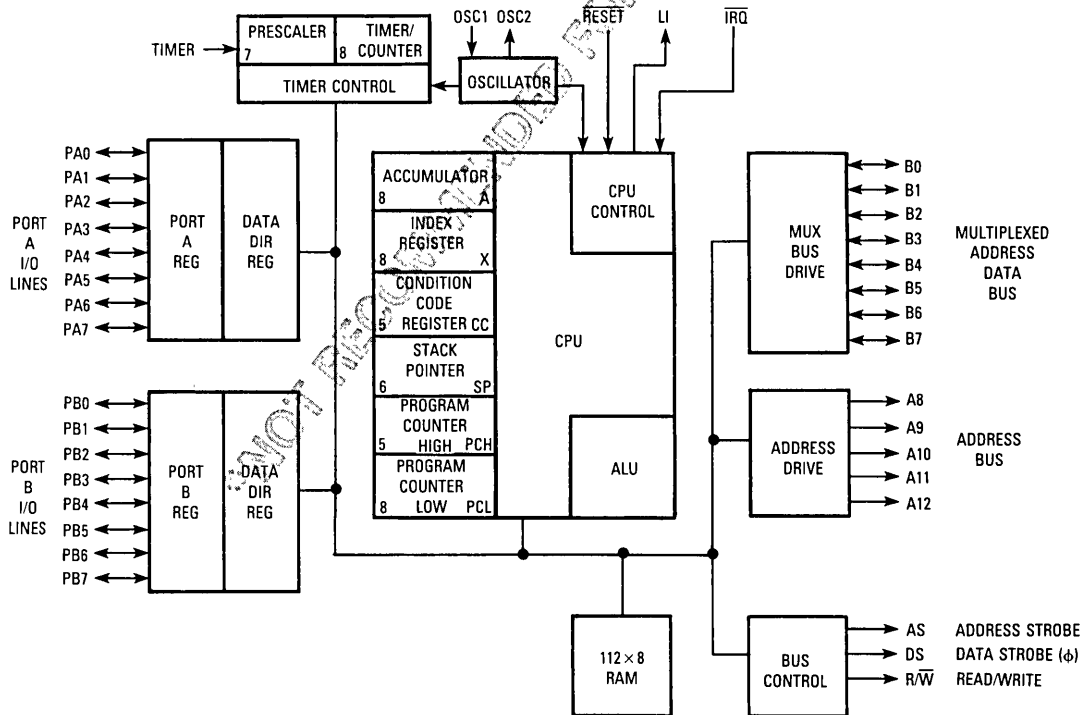 OSC1 OSC2
RESET
LI
IRQ
TIMER
PRESCALER
7
TIMER/
COUNTER
8
TIMER CONTROL
OSCILLATOR
PORT
A
I/O
LINES
PA0
PA1
PA2
PA3
PA4
PA5
PA6
PA7
PORT
A
REG
DATA
DIR
REG
PORT
B
I/O
LINES
PB0
PB1
PB2
PB3
PB4
PB5
PB6
PB7
PORT
B
REG
DATA
DIR
REG
ACCUMULATOR
8 A
INDEX
REGISTER
8 X
CONDITION
CODE
REGISTER CC
5
STACK
POINTER
6 SP
PROGRAM
COUNTER
5 HIGH PCH
PROGRAM
COUNTER
8 LOW PCL
CPU
CONTROL
CPU
ALU
MUX
BUS
DRIVE
B0
B1
B2
B3
B4
B5
B6
B7
MULTIPLEXED
ADDRESS
DATA
BUS
ADDRESS
DRIVE
A8
A9
A10
A11
A12
ADDRESS
BUS
112×8
RAM
BUS
CONTROL
AS ADDRESS STROBE
DS DATA STROBE (ϕ)
R/W̅ READ/WRITE
*NOT RECOMMENDED